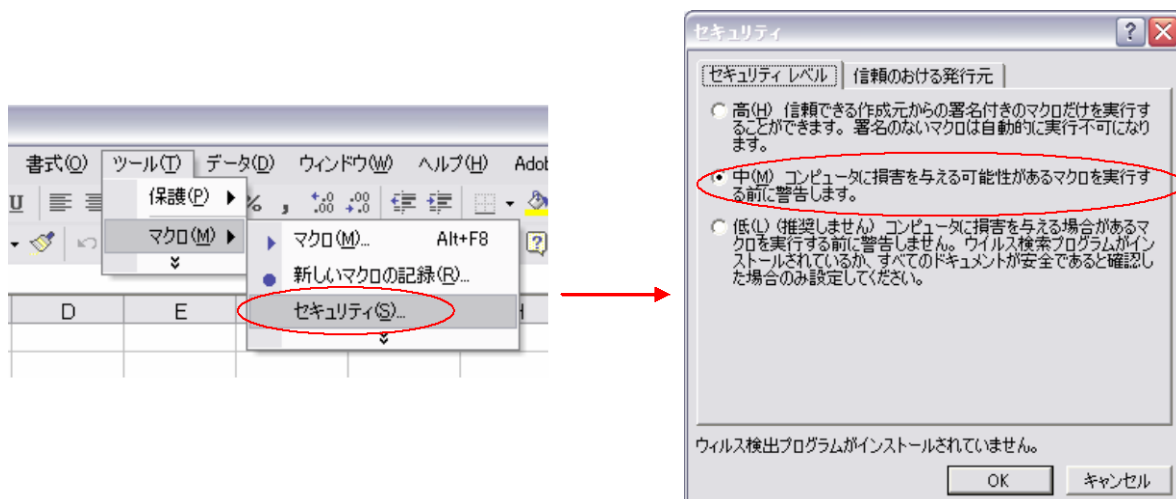 書式(O) ツール(T) データ(D) ウィンドウ(W) ヘルプ(H) Adob
U % ,
保護(P)
マクロ(M)
マクロ(M)... Alt+F8
新しいマクロの記録(R)...
セキュリティ(S)...
D E H
セキュリティ
セキュリティ レベル 信頼のおける発行元
高(H) 信頼できる作成元からの署名付きのマクロだけを実行す
ることができます。署名のないマクロは自動的に実行不可になり
ます。
中(M) コンピュータに損害を与える可能性があるマクロを実行す
る前に警告します。
低(L) (推奨しません) コンピュータに損害を与える場合があるマ
クロを実行する前に警告しません。ウイルス検索プログラムがイン
ストールされているか、すべてのドキュメントが安全であると確認し
た場合のみ設定してください。
ウィルス検出プログラムがインストールされていません。
OK キャンセル